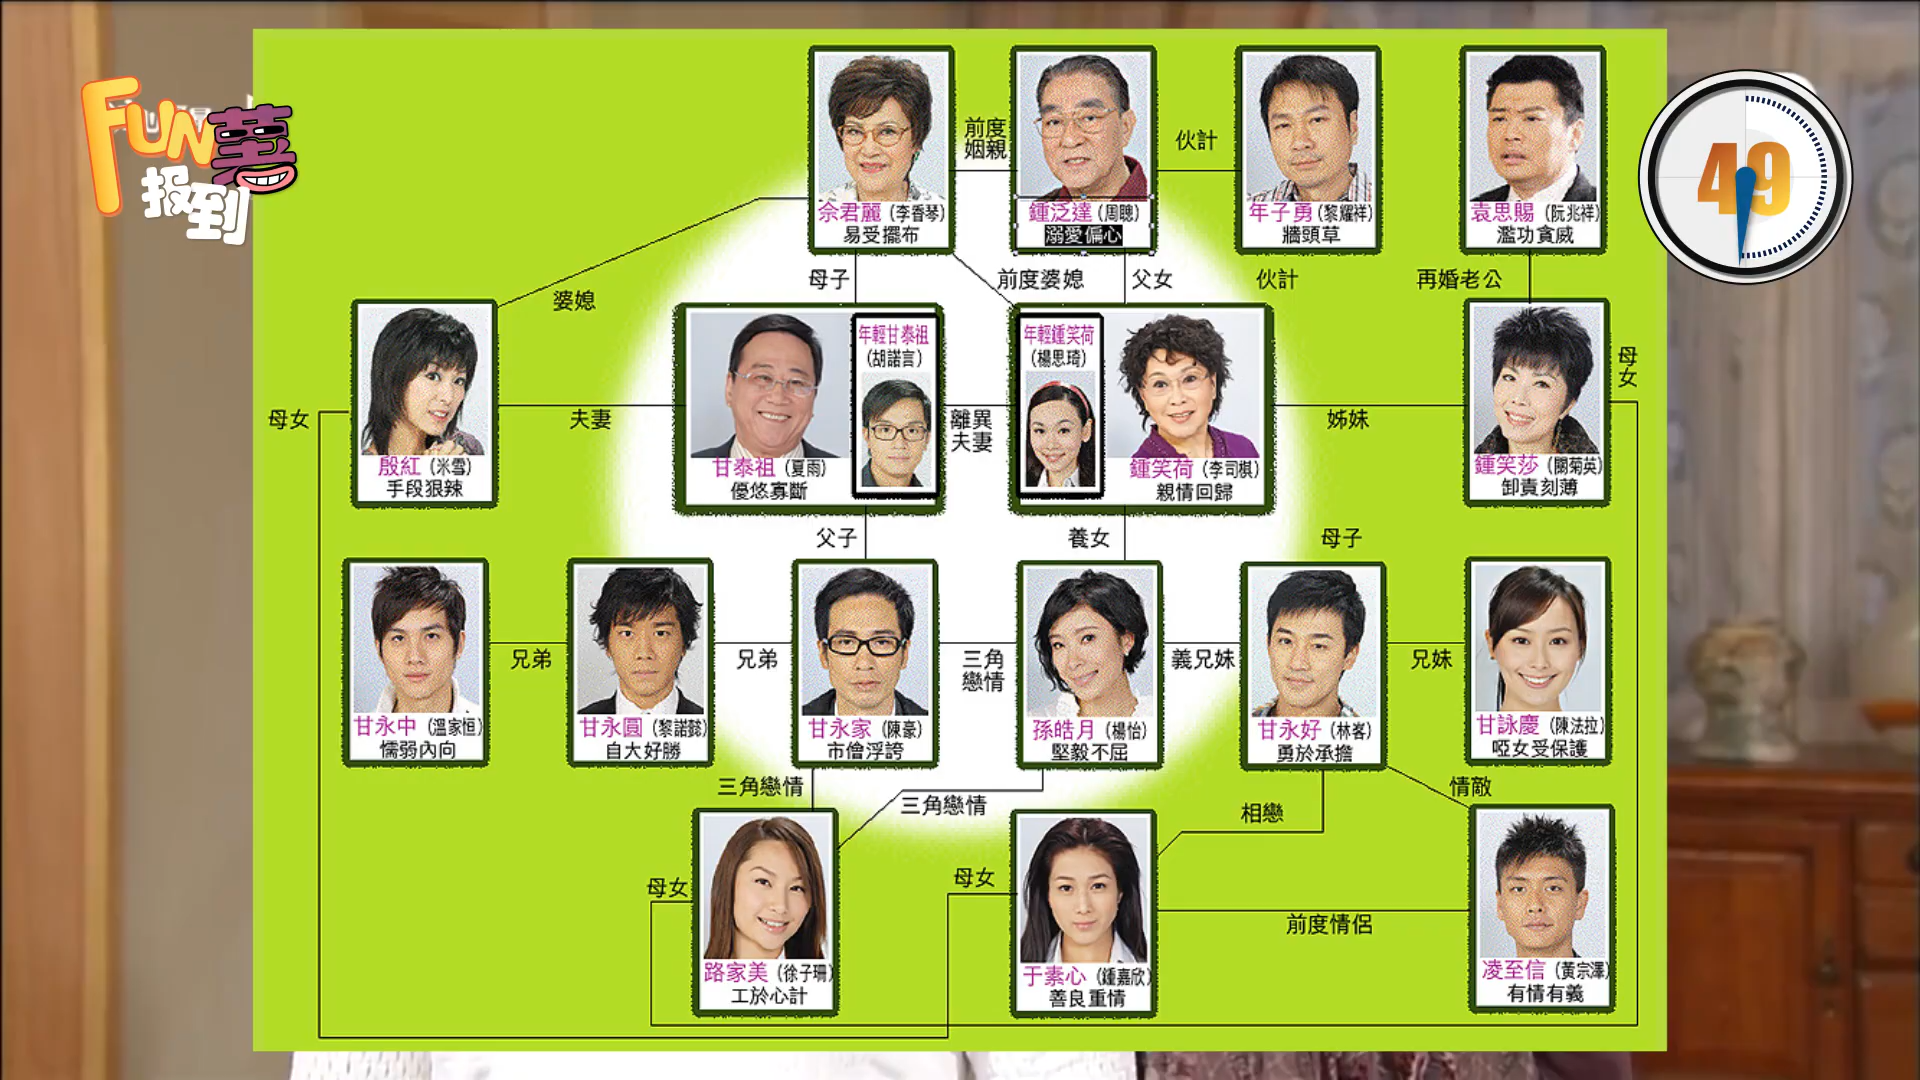 FUN薯
报到
49
佘君麗（李香琴）
易受擺布
前度
姻親
鍾泛達（周聰）
溺愛偏心
伙計
年子勇（黎耀祥）
牆頭草
袁思賜（阮兆祥）
濫功貪威
婆媳
母子
前度婆媳
父女
伙計
再婚老公
殷紅（米雪）
手段狠辣
夫妻
甘泰祖（夏雨）
優悠寡斷
年輕甘泰祖
（胡諾言）
離異
夫妻
年輕鍾笑荷
（楊思琦）
鍾笑荷（李司棋）
親情回歸
姊妹
鍾笑莎（關菊英）
卸責刻薄
母女
母女
父子
養女
母子
甘永中（溫家恒）
懦弱內向
兄弟
甘永圓（黎諾懿）
自大好勝
兄弟
甘永家（陳豪）
市儈浮誇
三角
戀情
孫皓月（楊怡）
堅毅不屈
義兄妹
甘永好（林峯）
勇於承擔
兄妹
甘詠慶（陳法拉）
啞女受保護
三角戀情
三角戀情
相戀
情敵
母女
路家美（徐子珊）
工於心計
母女
于素心（鍾嘉欣）
善良重情
前度情侶
凌至信（黃宗澤）
有情有義